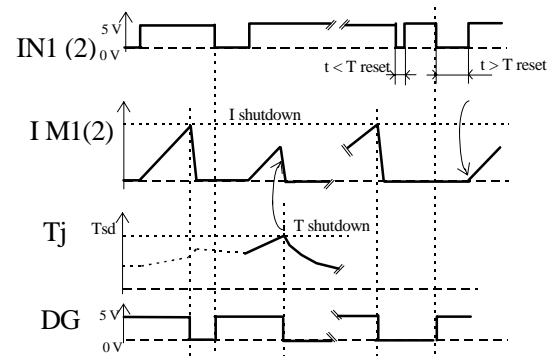 5 V
IN1 (2)
0 V
t < T reset
t > T reset
I shutdown
I M1(2)
Tsd
T shutdown
Tj
5 V
DG
0 V